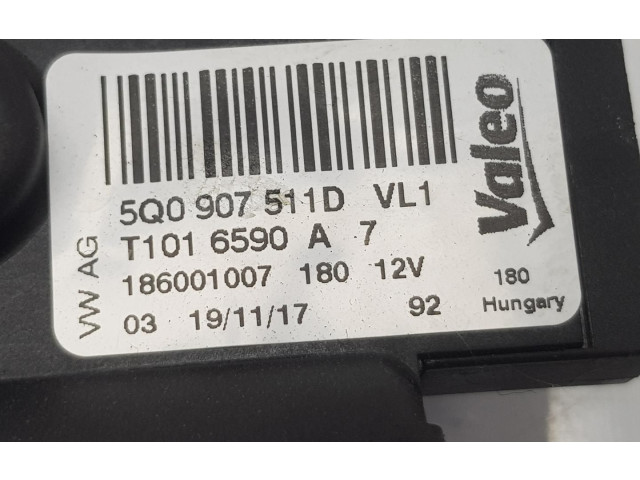 5Q0 907 511D VL1
T101 6590 A 7
186001007 180 12V
03 19/11/17 92
VW AG
Valeo
180
Hungary